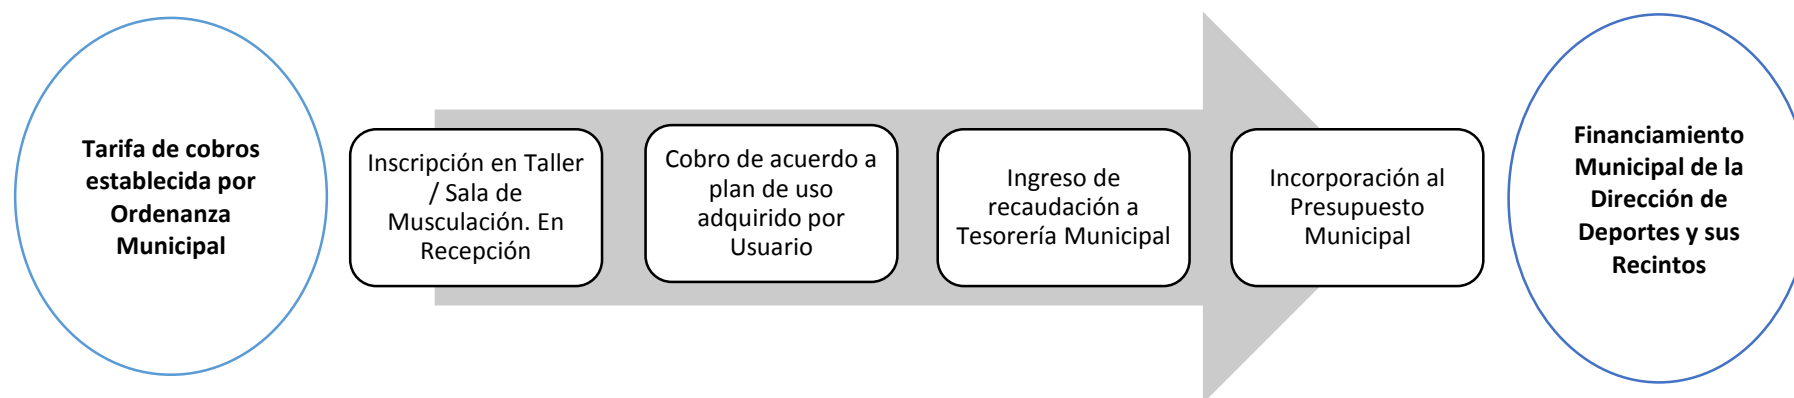 Tarifa de cobros
establecida por
Ordenanza
Municipal
Inscripción en Taller
/ Sala de
Musculación. En
Recepción
Cobro de acuerdo a
plan de uso
adquirido por
Usuario
Ingreso de
recaudación a
Tesorería Municipal
Incorporación al
Presupuesto
Municipal
Financiamiento
Municipal de la
Dirección de
Deportes y sus
Recintos